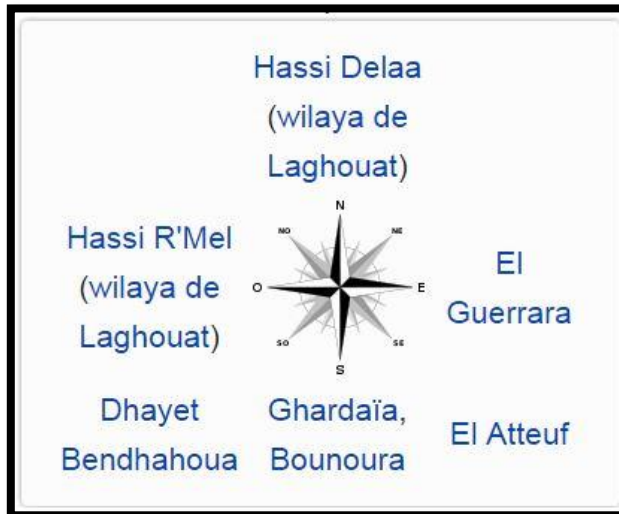 Hassi Delaa
(wilaya de
Laghouat)
Hassi R'Mel
(wilaya de
Laghouat)
N
NO
NE
O
E
SO
SE
S
El
Guerrara
Dhayet
Bendhahoua
Ghardaïa,
Bounoura
El Atteuf